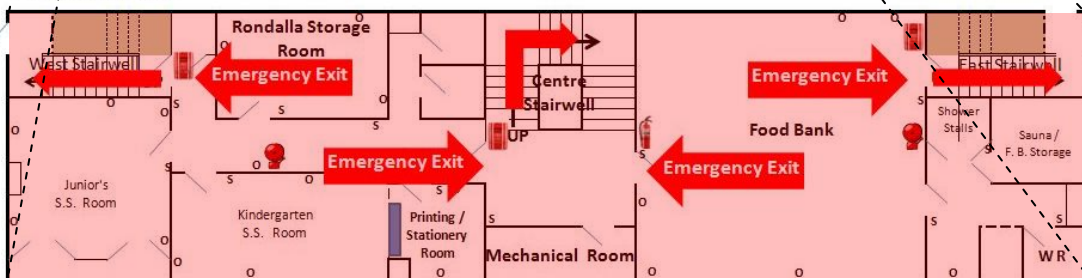 Rondalla Storage
Room
West Stairwell
Emergency Exit
Centre
Stairwell
UP
Emergency Exit
East Stairwell
Food Bank
Shower
Stalls
Sauna /
F. B. Storage
Emergency Exit
Emergency Exit
Junior's
S.S. Room
Kindergarten
S.S. Room
Printing /
Stationery
Room
Mechanical Room
W R